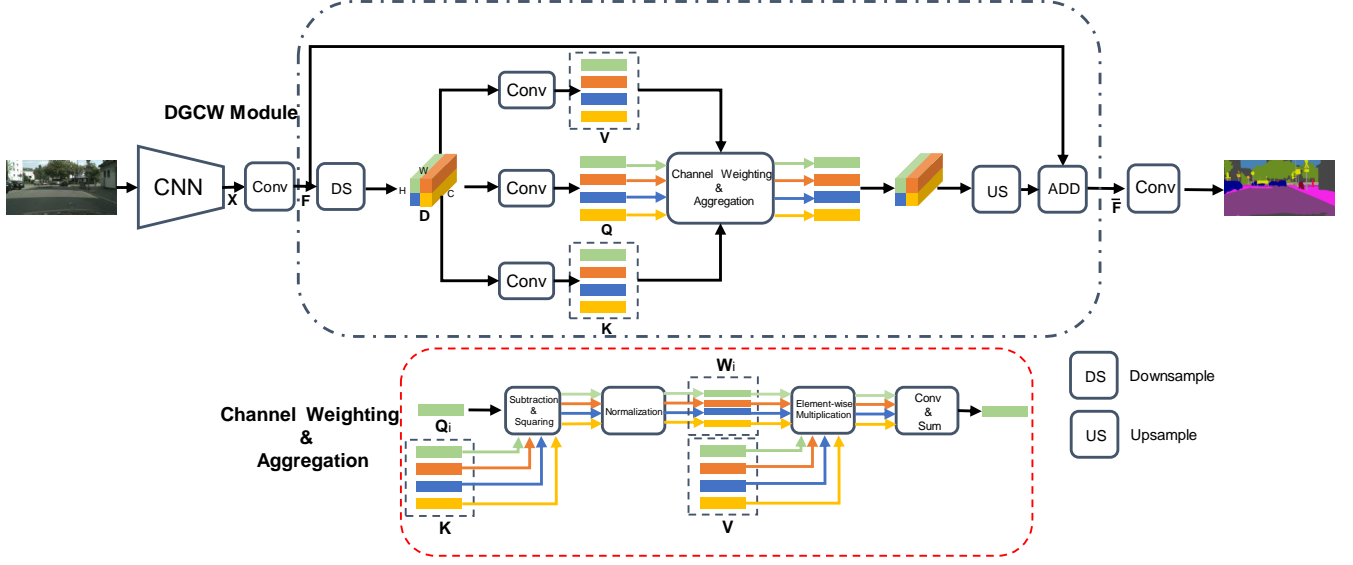 DGCW Module
CNN
X
Conv
F
DS
H
W
C
D
Conv
V
Conv
Q
Conv
K
Channel Weighting
&
Aggregation
US
ADD
F̅
Conv
Channel Weighting
&
Aggregation
Qi
K
Subtraction
&
Squaring
Normalization
Wi
V
Element-wise
Multiplication
Conv
&
Sum
DS
Downsample
US
Upsample